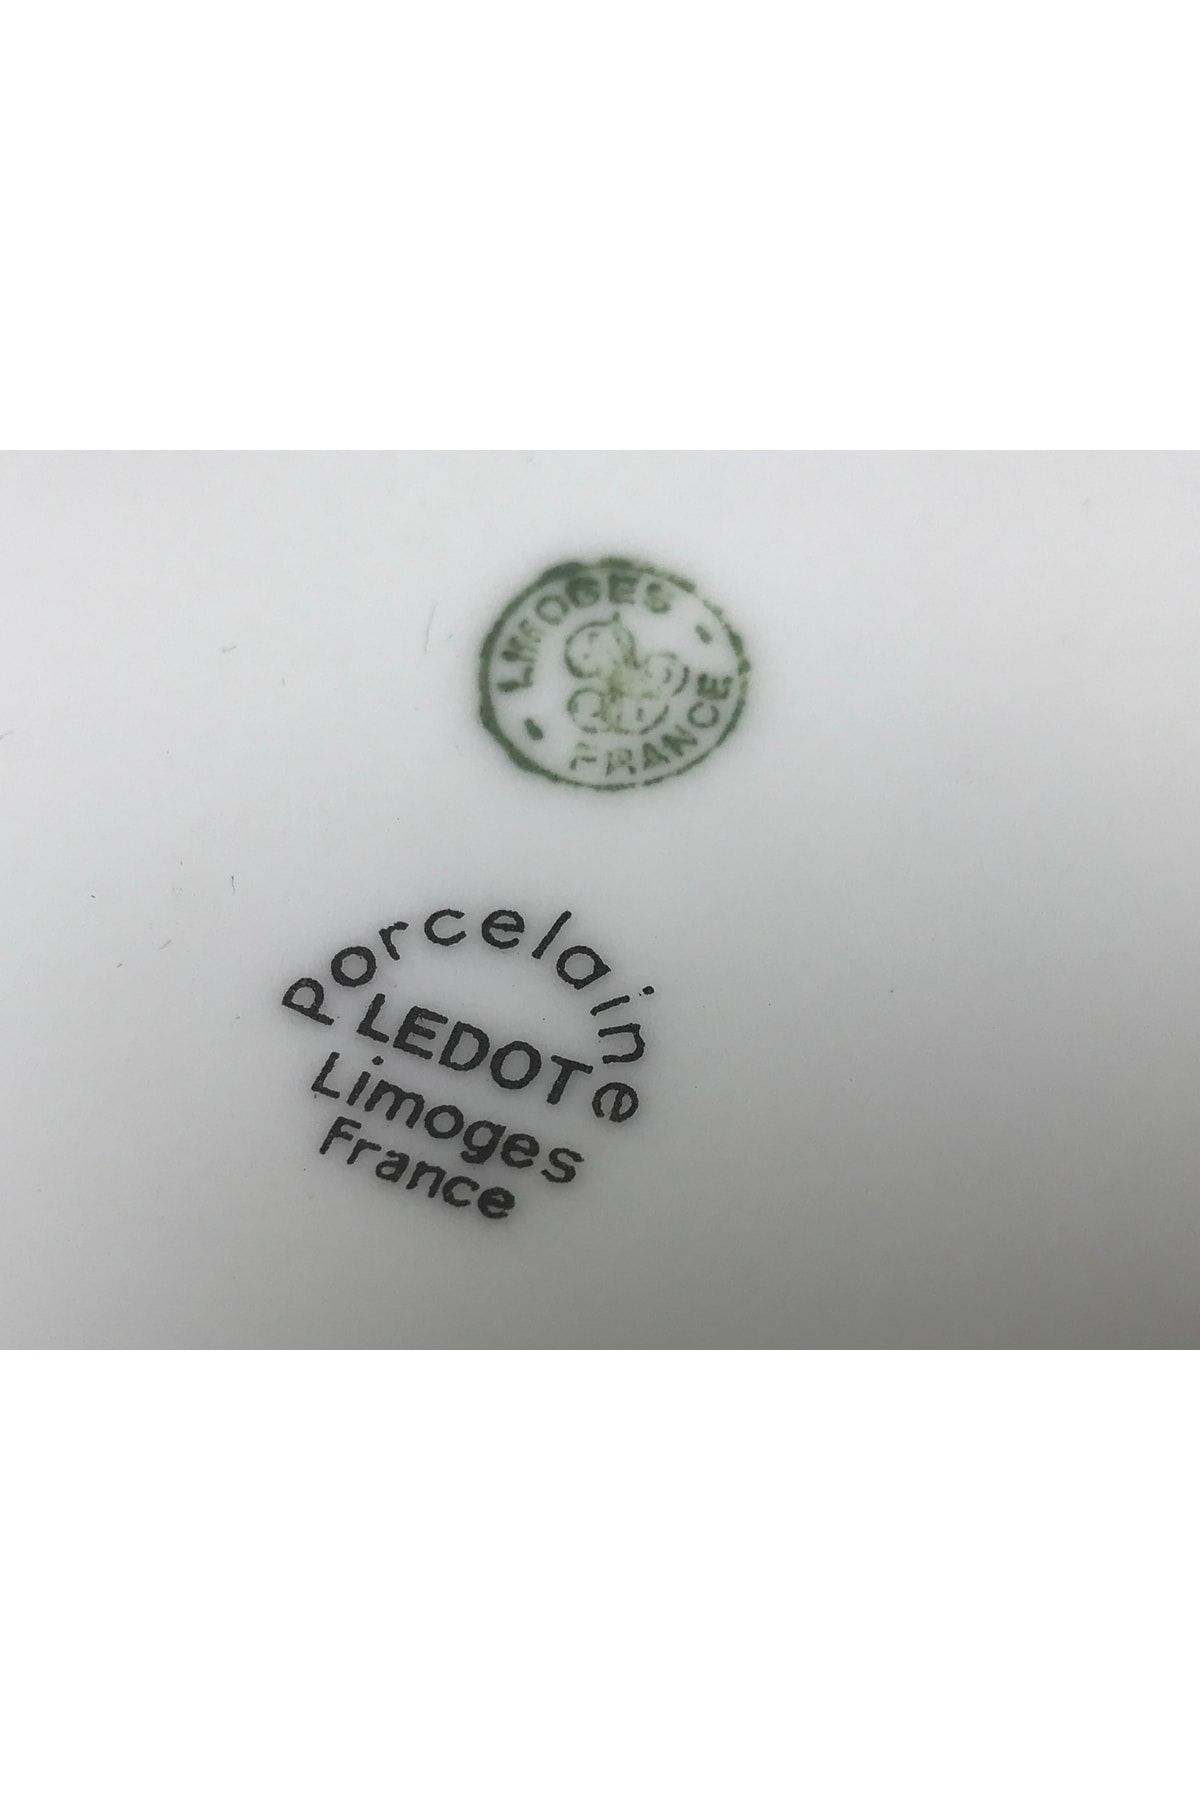 LIMOGES
FRANCE
Porcelaine
LEDOT
Limoges
France